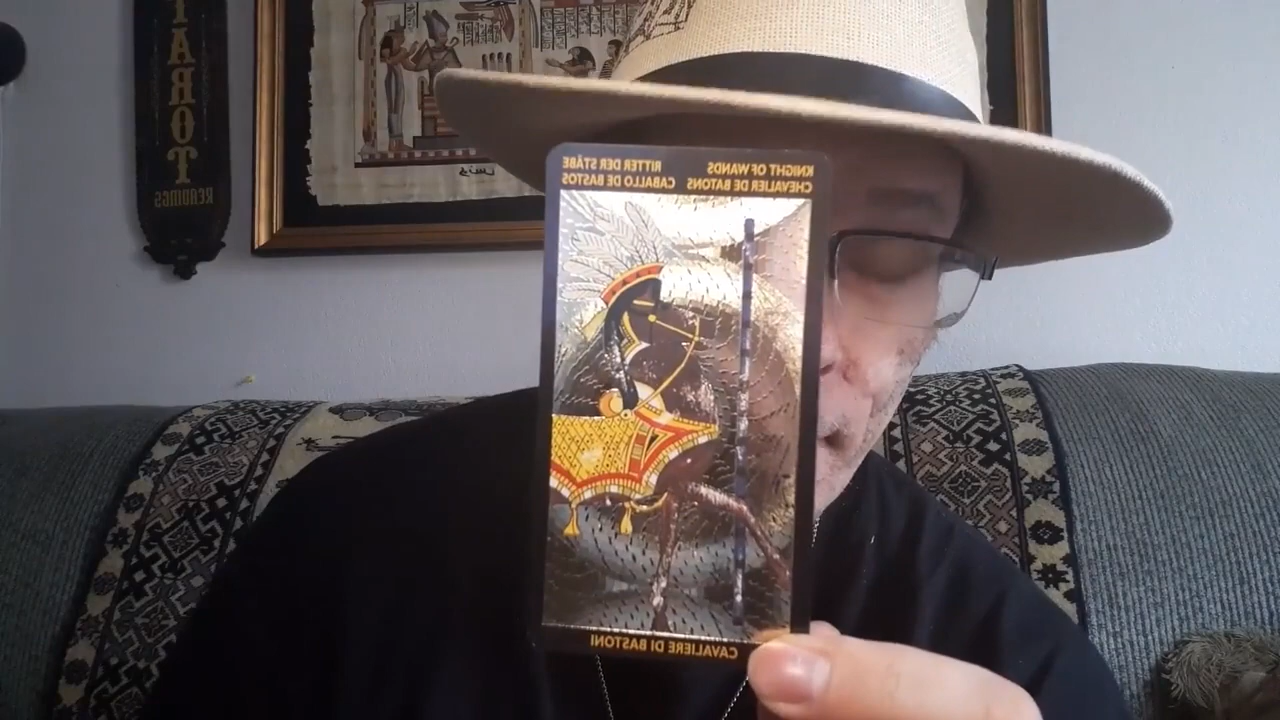 TAROT
READINGS
KNIGHT OF WANDS
RITTER DER STÄBE
CHEVALIER DE BATONS
CABALLO DE BASTOS
CAVALIERE DI BASTONI